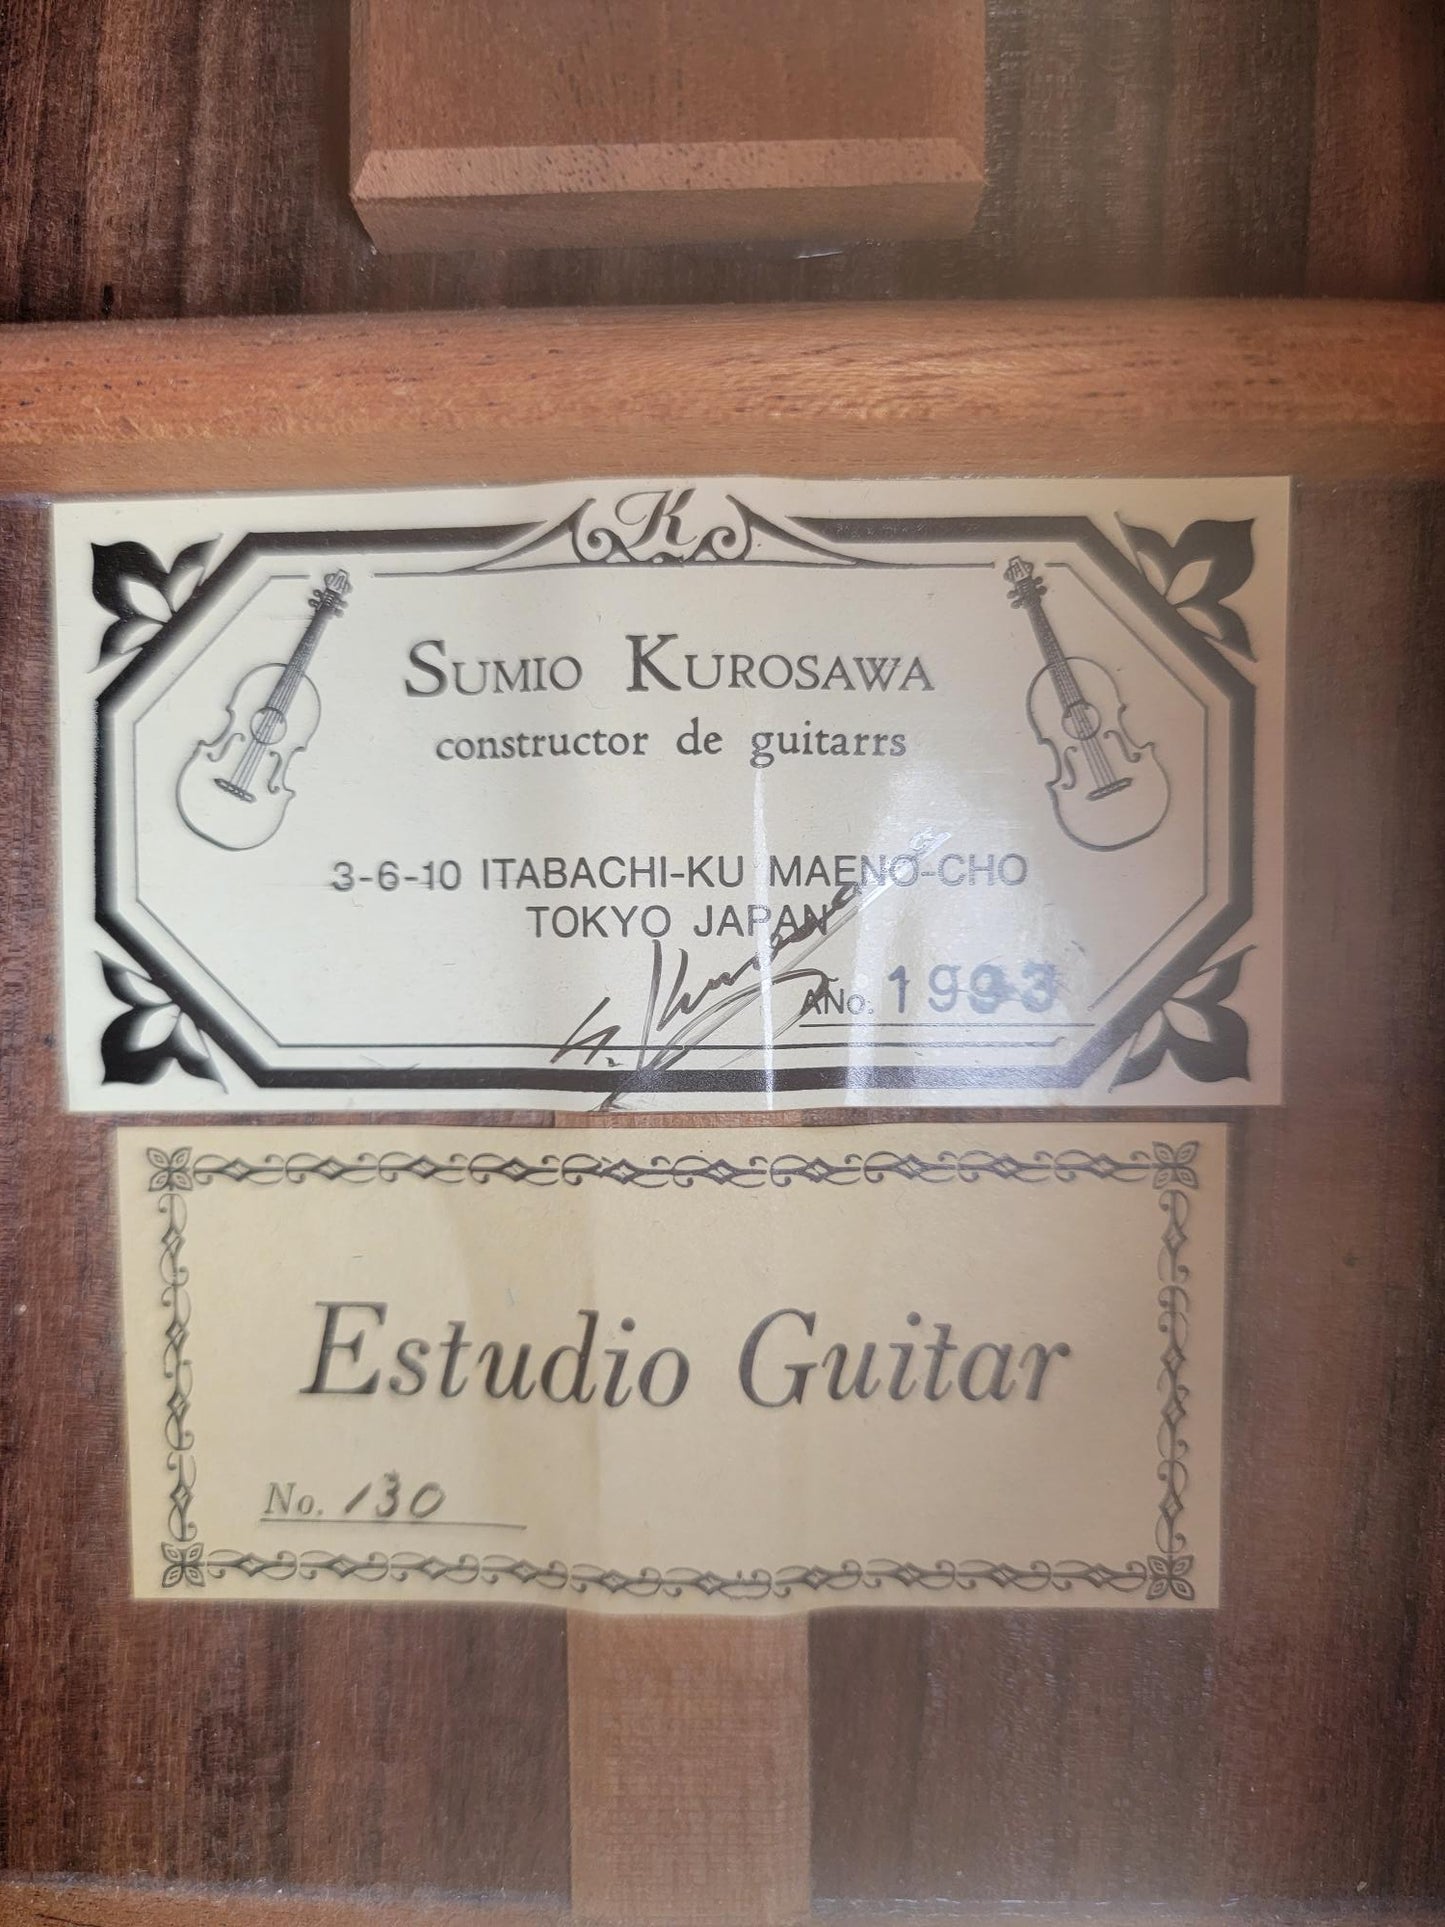 K
SUMIO KUROSAWA
constructor de guitarrs
3-6-10 ITABACHI-KU MAENO-CHO
TOKYO JAPAN
S. Kurosawa
AÑO: 1993
Estudio Guitar
No. 130